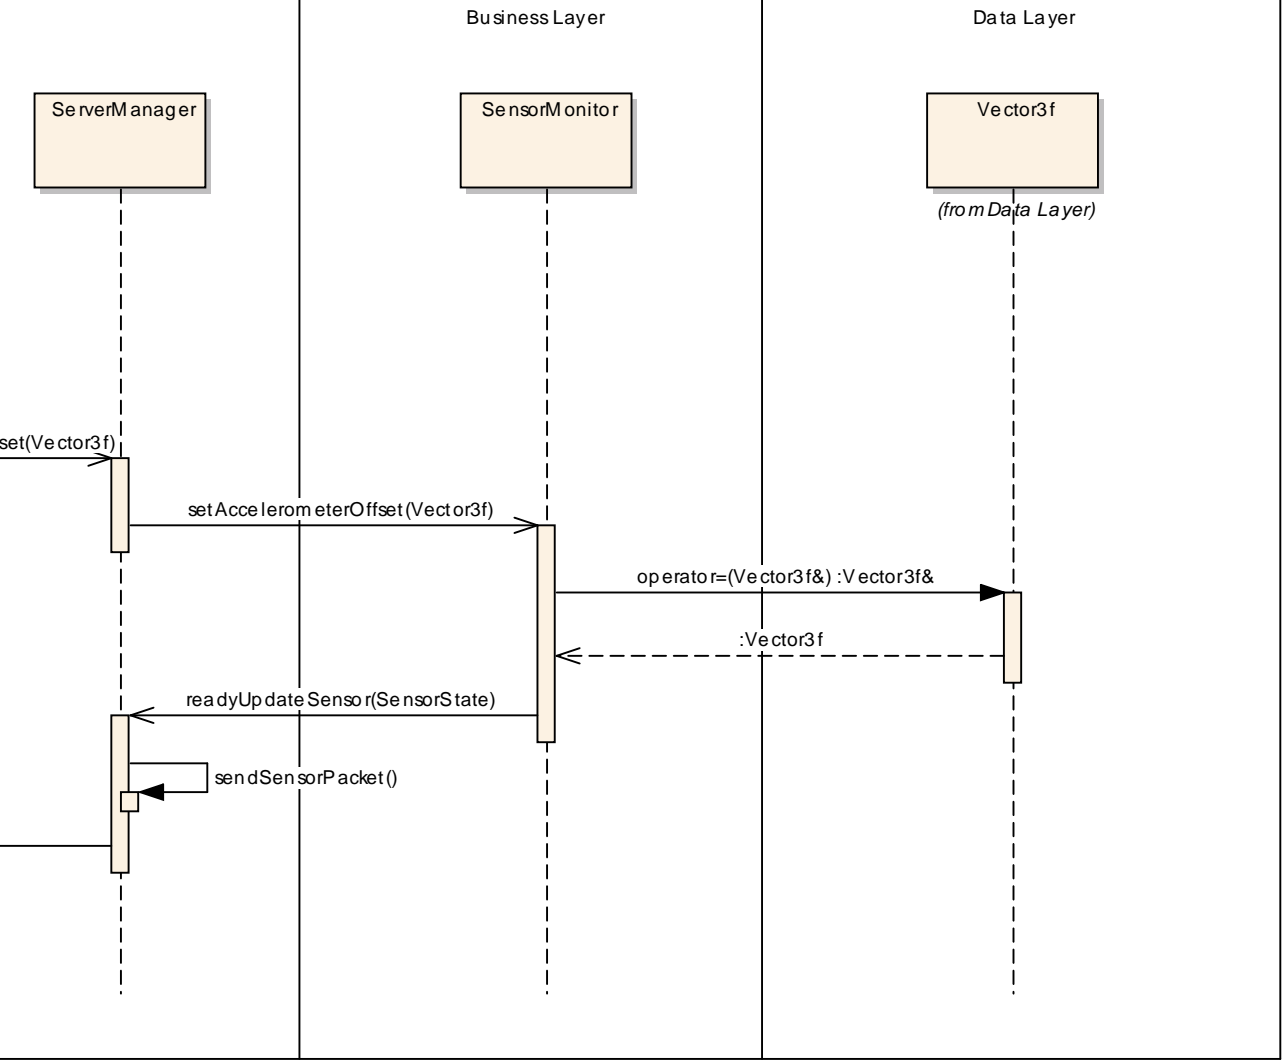 Business Layer
Data Layer
ServerManager
SensorMonitor
Vector3f
(from Data Layer)
set(Vector3f)
setAccelerometerOffset(Vector3f)
operator=(Vector3f&) :Vector3f&
:Vector3f
readyUpdateSensor(SensorState)
sendSensorPacket()